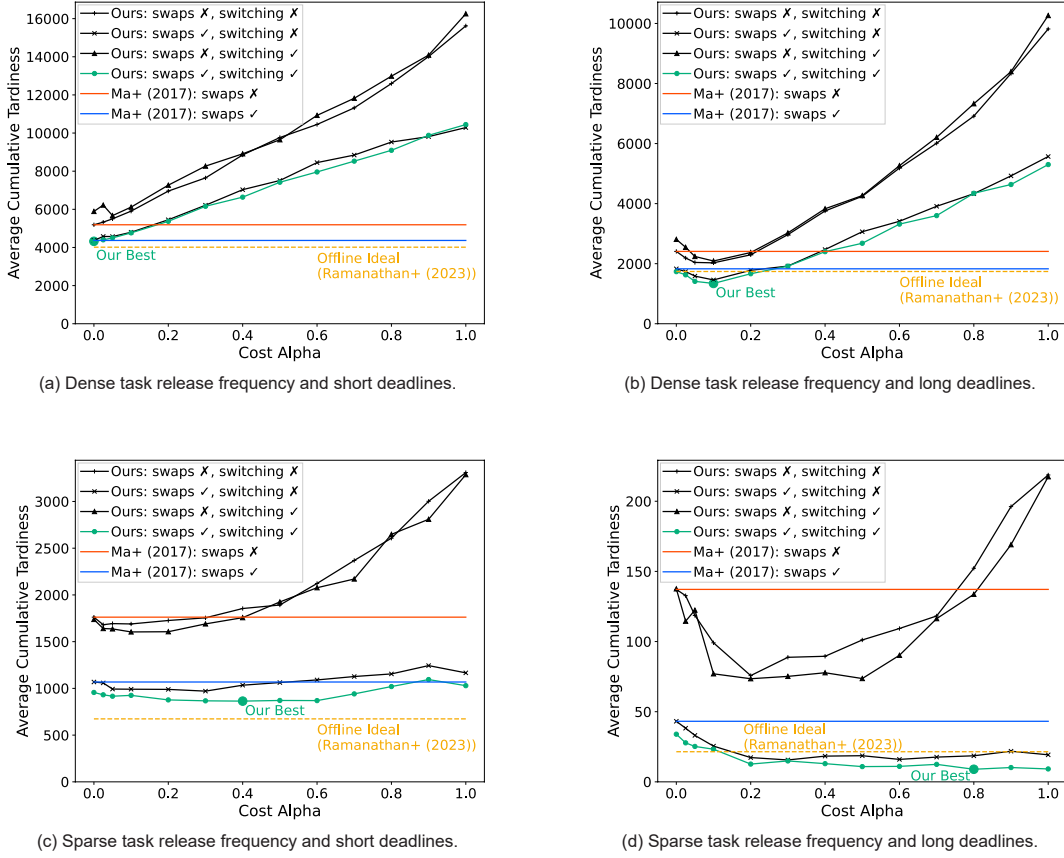 Ours: swaps ✗, switching ✗
Ours: swaps ✓, switching ✗
Ours: swaps ✗, switching ✓
Ours: swaps ✓, switching ✓
Ma+ (2017): swaps ✗
Ma+ (2017): swaps ✓
Average Cumulative Tardiness
16000
14000
12000
10000
8000
6000
4000
2000
0
Our Best
Offline Ideal
(Ramanathan+ (2023))
0.0 0.2 0.4 0.6 0.8 1.0
Cost Alpha
(a) Dense task release frequency and short deadlines.
Ours: swaps ✗, switching ✗
Ours: swaps ✓, switching ✗
Ours: swaps ✗, switching ✓
Ours: swaps ✓, switching ✓
Ma+ (2017): swaps ✗
Ma+ (2017): swaps ✓
Average Cumulative Tardiness
10000
8000
6000
4000
2000
0
Our Best
Offline Ideal
(Ramanathan+ (2023))
0.0 0.2 0.4 0.6 0.8 1.0
Cost Alpha
(b) Dense task release frequency and long deadlines.
Ours: swaps ✗, switching ✗
Ours: swaps ✓, switching ✗
Ours: swaps ✗, switching ✓
Ours: swaps ✓, switching ✓
Ma+ (2017): swaps ✗
Ma+ (2017): swaps ✓
Average Cumulative Tardiness
3000
2500
2000
1500
1000
500
0
Our Best
Offline Ideal
(Ramanathan+ (2023))
0.0 0.2 0.4 0.6 0.8 1.0
Cost Alpha
(c) Sparse task release frequency and short deadlines.
Ours: swaps ✗, switching ✗
Ours: swaps ✓, switching ✗
Ours: swaps ✗, switching ✓
Ours: swaps ✓, switching ✓
Ma+ (2017): swaps ✗
Ma+ (2017): swaps ✓
Average Cumulative Tardiness
200
150
100
50
0
Offline Ideal
(Ramanathan+ (2023))
Our Best
0.0 0.2 0.4 0.6 0.8 1.0
Cost Alpha
(d) Sparse task release frequency and long deadlines.